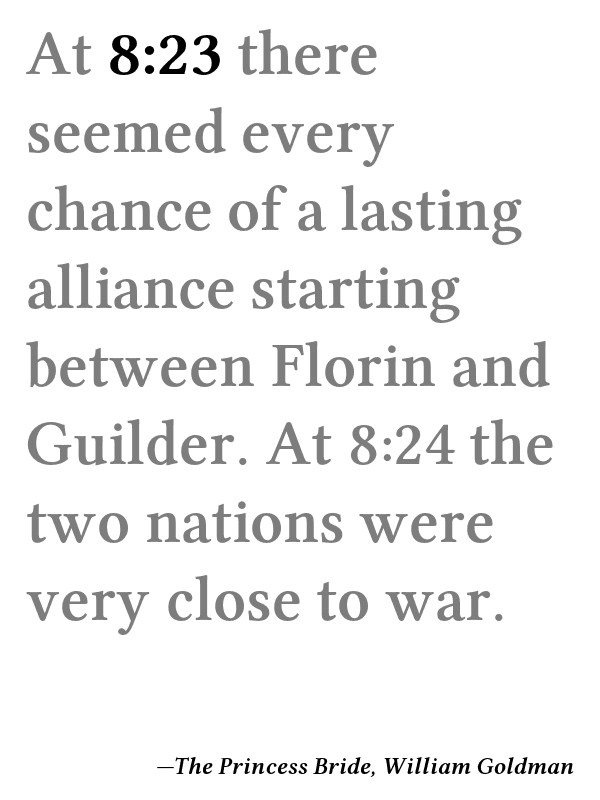 At 8:23 there
seemed every
chance of a lasting
alliance starting
between Florin and
Guilder. At 8:24 the
two nations were
very close to war.
—The Princess Bride, William Goldman